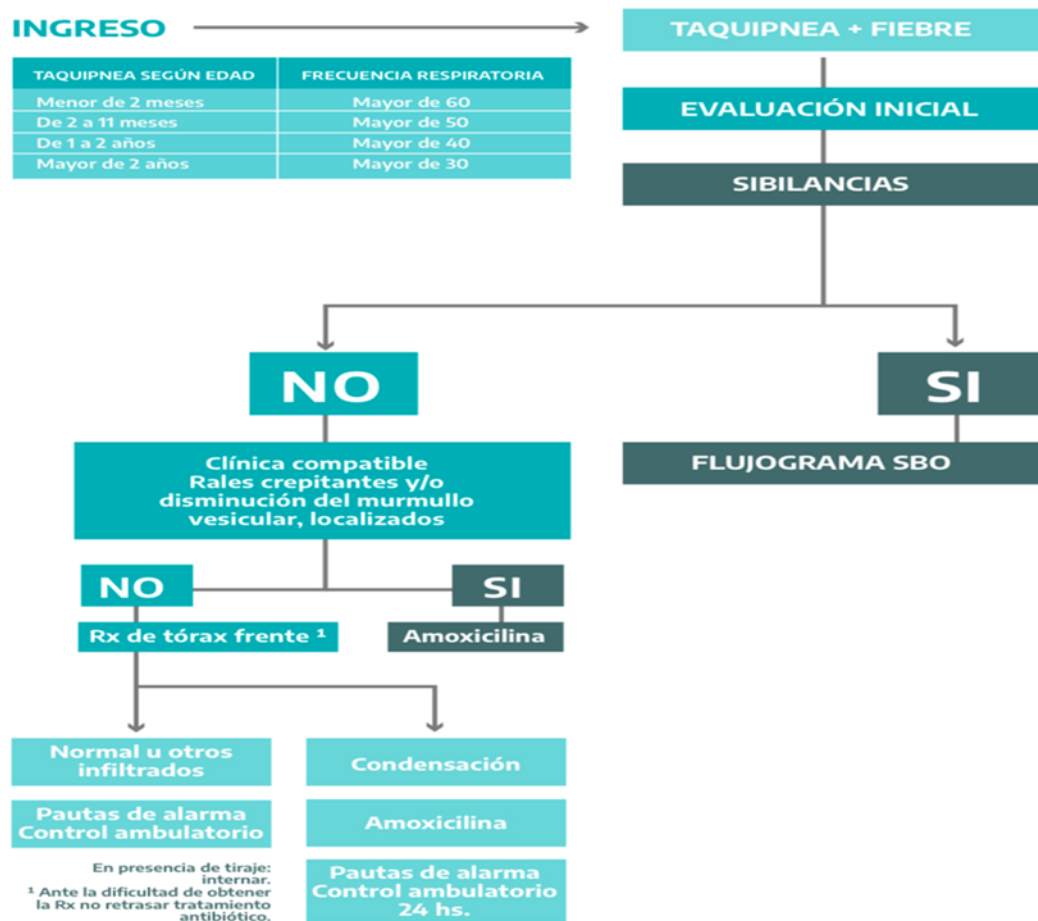 INGRESO
TAQUIPNEA + FIEBRE
TAQUIPNEA SEGÚN EDAD FRECUENCIA RESPIRATORIA
Menor de 2 meses Mayor de 60
De 2 a 11 meses Mayor de 50
De 1 a 2 años Mayor de 40
Mayor de 2 años Mayor de 30
EVALUACIÓN INICIAL
SIBILANCIAS
NO
SI
Clínica compatible
Rales crepitantes y/o
disminución del murmullo
vesicular, localizados
FLUJOGRAMA SBO
NO
SI
Rx de tórax frente ¹
Amoxicilina
Normal u otros
infiltrados
Condensación
Pautas de alarma
Control ambulatorio
Amoxicilina
En presencia de tiraje:
internar.
¹ Ante la dificultad de obtener
la Rx no retrasar tratamiento
antibiótico.
Pautas de alarma
Control ambulatorio
24 hs.